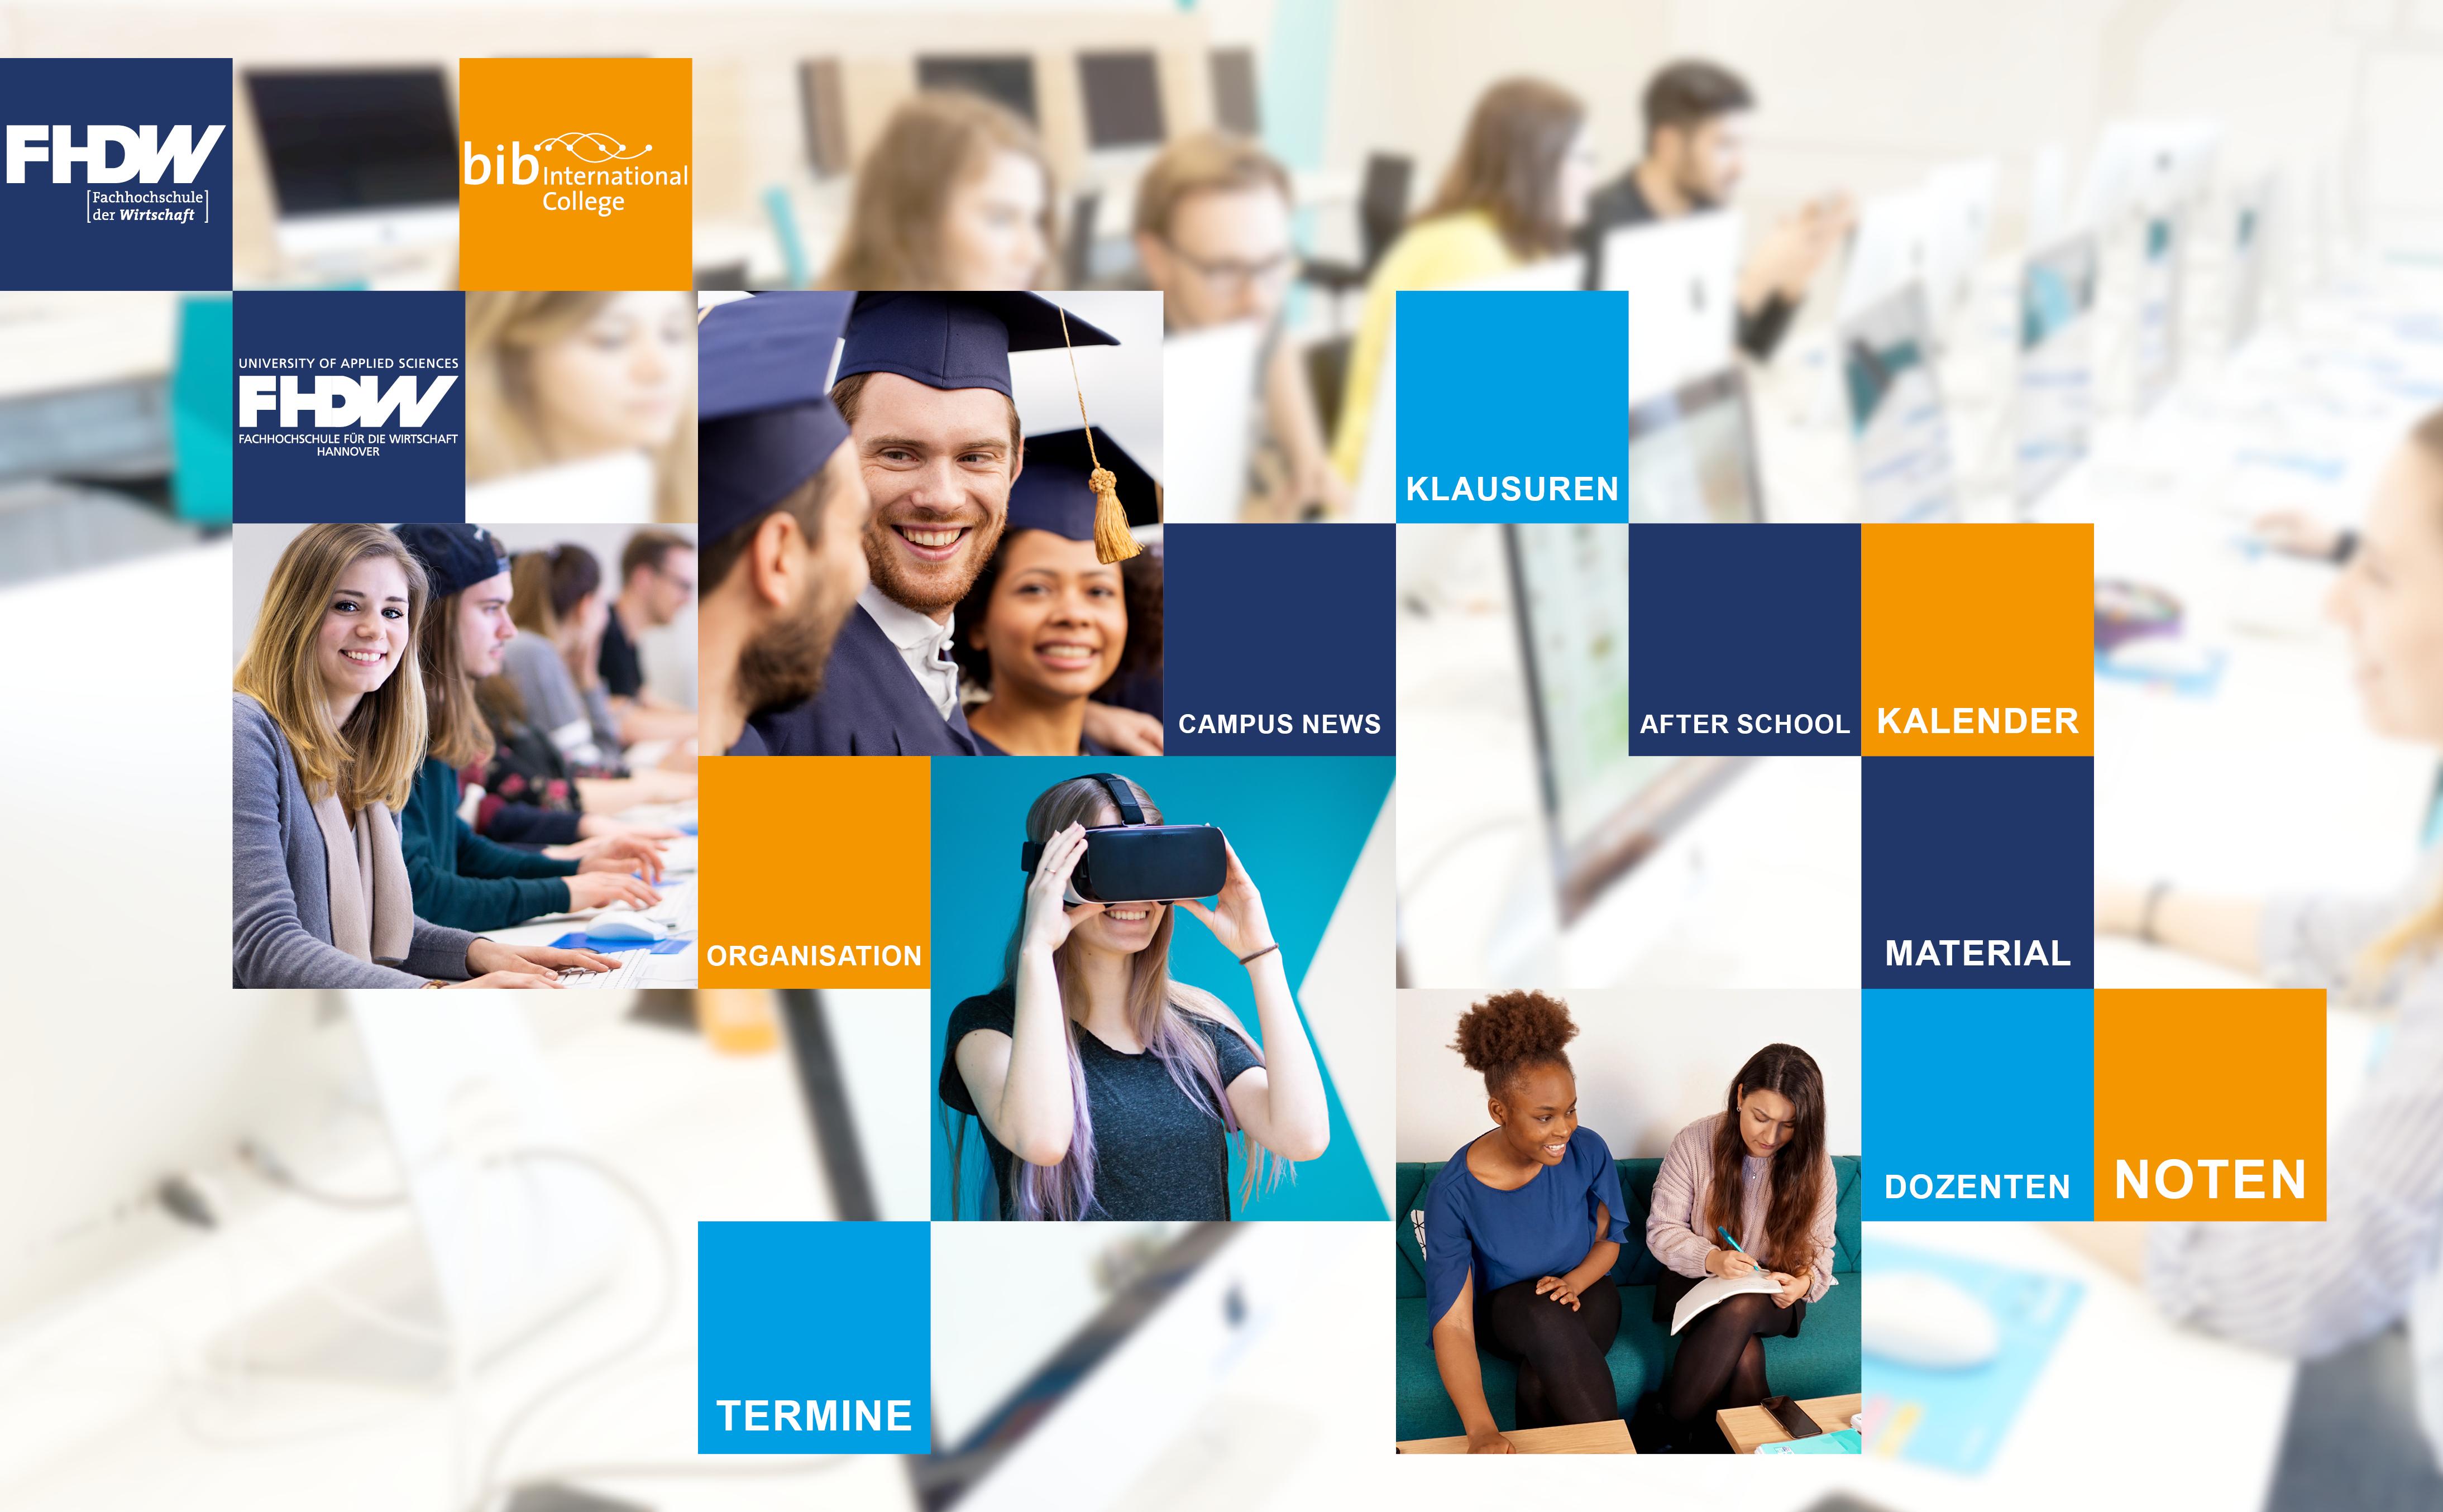 FHDW
[Fachhochschule
der Wirtschaft]
bib International
College
UNIVERSITY OF APPLIED SCIENCES
FHDW
FACHHOCHSCHULE FÜR DIE WIRTSCHAFT
HANNOVER
KLAUSUREN
CAMPUS NEWS
AFTER SCHOOL
KALENDER
ORGANISATION
MATERIAL
DOZENTEN
NOTEN
TERMINE